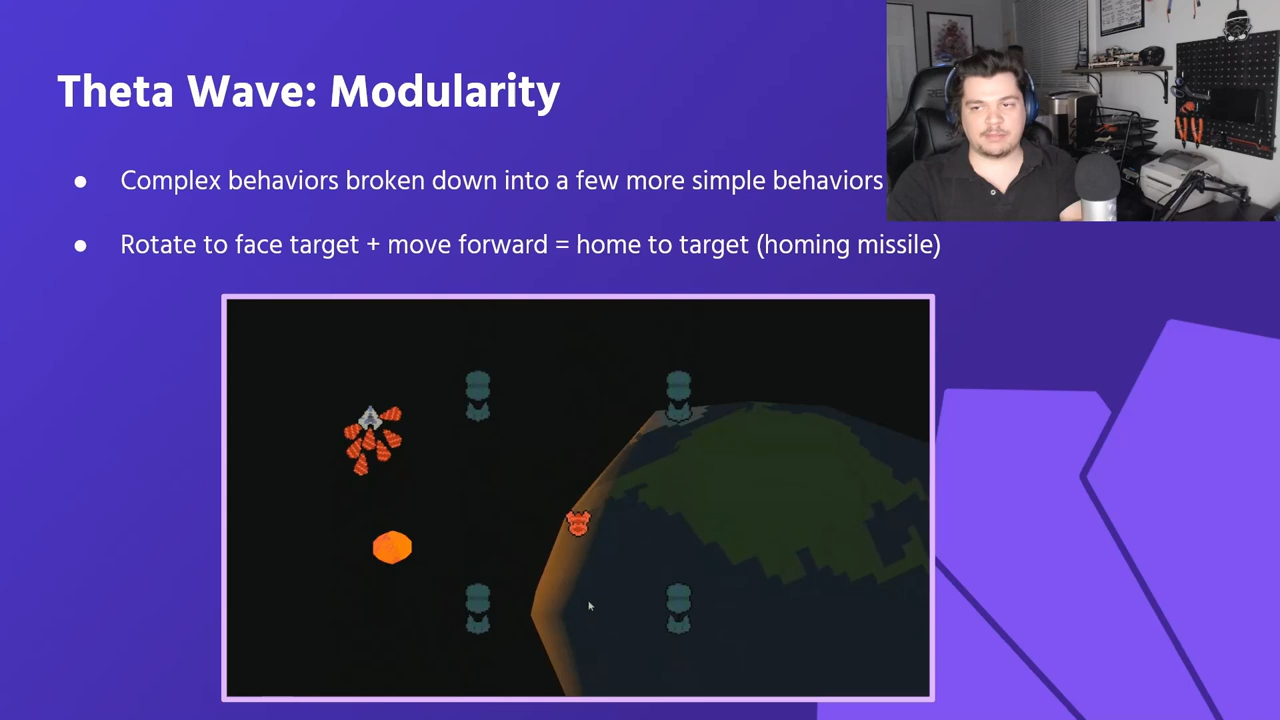 Theta Wave: Modularity
● Complex behaviors broken down into a few more simple behaviors
● Rotate to face target + move forward = home to target (homing missile)